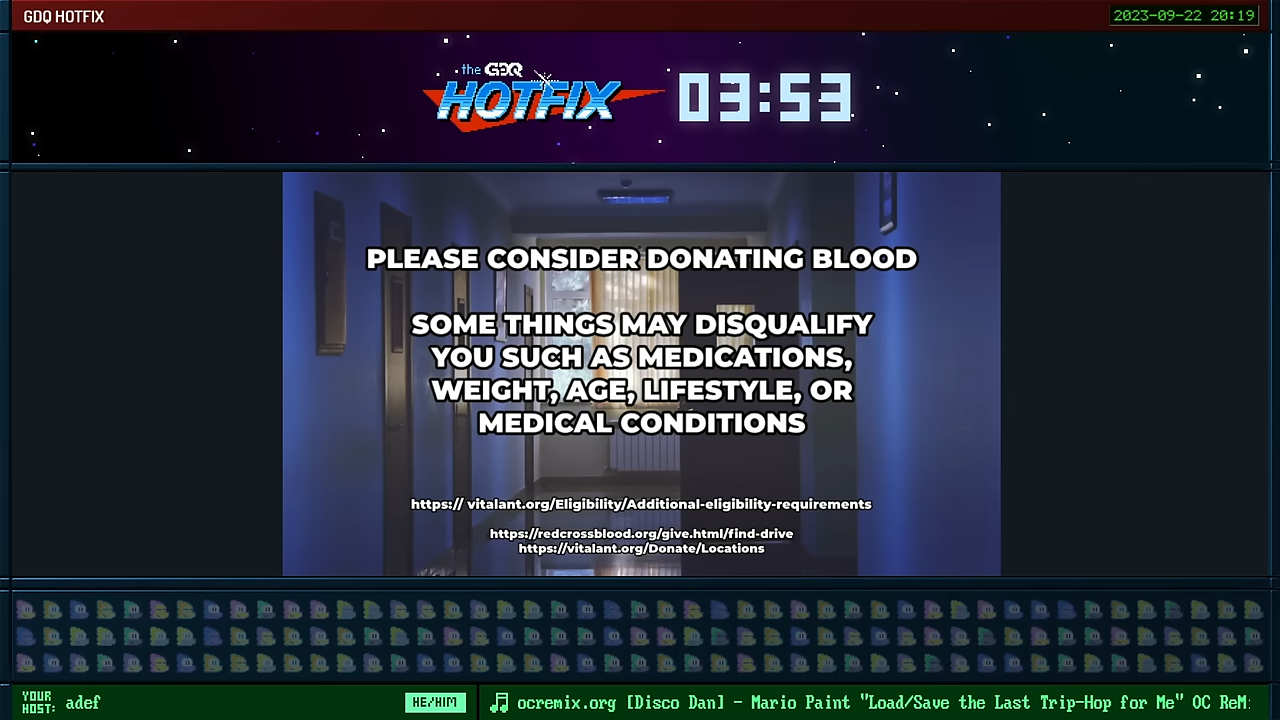 GDQ HOTFIX
2023-09-22 20:19
the GDQ
HOTFIX
03:53
PLEASE CONSIDER DONATING BLOOD
SOME THINGS MAY DISQUALIFY
YOU SUCH AS MEDICATIONS,
WEIGHT, AGE, LIFESTYLE, OR
MEDICAL CONDITIONS
https:// vitalant.org/Eligibility/Additional-eligibility-requirements
https://redcrossblood.org/give.html/find-drive
https://vitalant.org/Donate/Locations
YOUR
HOST:
adef
HE/HIM
ocremix.org [Disco Dan] - Mario Paint "Load/Save the Last Trip-Hop for Me" OC ReM